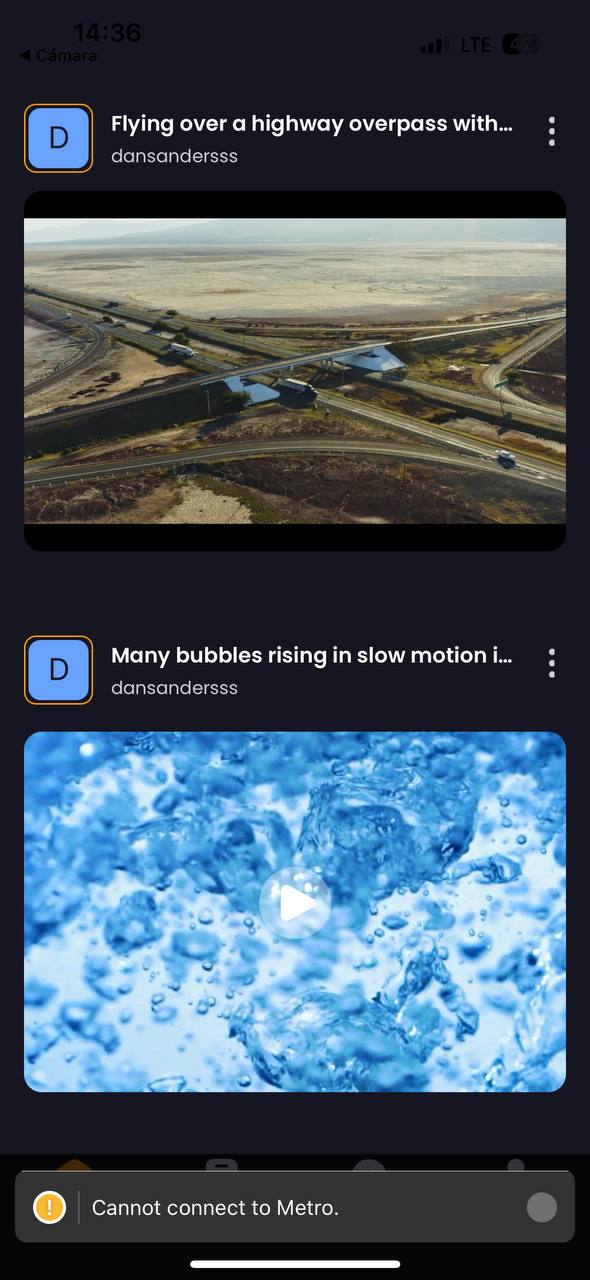 14:36
◀ Cámara
LTE
42
D
Flying over a highway overpass with...
dansandersss
D
Many bubbles rising in slow motion i...
dansandersss
!
Cannot connect to Metro.